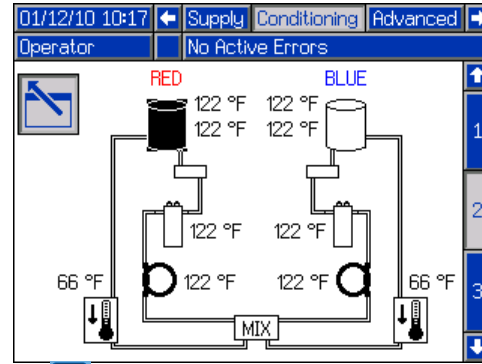 01/12/10 10:17 Supply Conditioning Advanced
Operator No Active Errors
RED BLUE
122 °F 122 °F
122 °F 122 °F
1
122 °F 122 °F
2
66 °F 122 °F 122 °F 66 °F
3
MIX